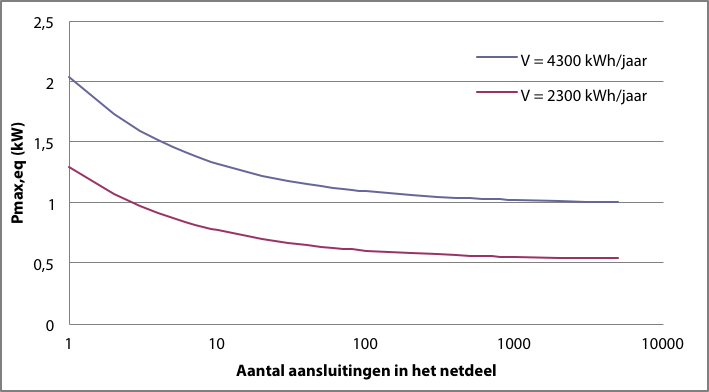 2,5
2
1,5
1
0,5
0
Pmax,eq (kW)
V = 4300 kWh/jaar
V = 2300 kWh/jaar
1 10 100 1000 10000
Aantal aansluitingen in het netdeel